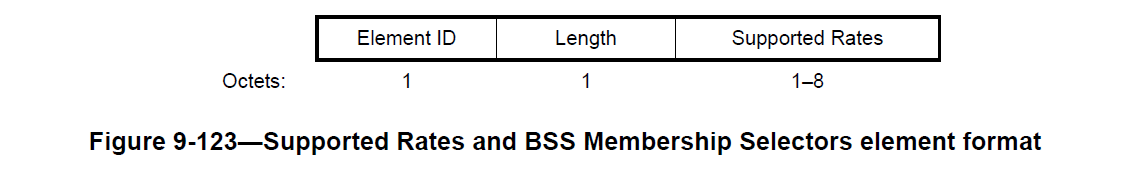 Element ID Length Supported Rates
Octets: 1 1 1–8
Figure 9-123—Supported Rates and BSS Membership Selectors element format